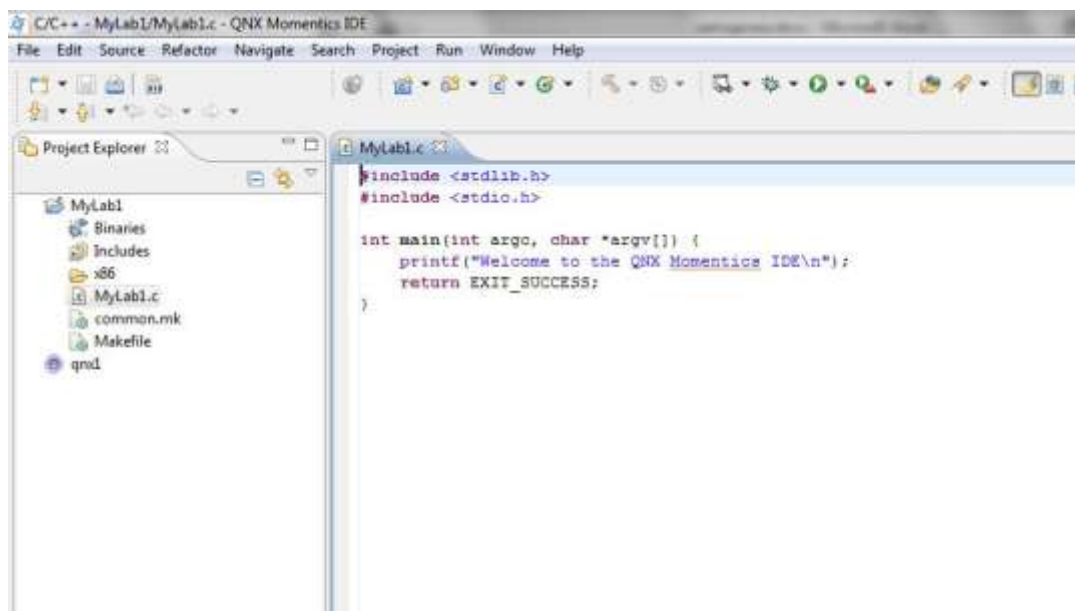 C/C++ - MyLab1/MyLab1.c - QNX Momentics IDE
File Edit Source Refactor Navigate Search Project Run Window Help
Project Explorer
MyLab1
Binaries
Includes
x86
MyLab1.c
common.mk
Makefile
qnx1
MyLab1.c
#include <stdlib.h>
#include <stdio.h>
int main(int argc, char *argv[]) {
printf("Welcome to the QNX Momentics IDE\n");
return EXIT_SUCCESS;
}